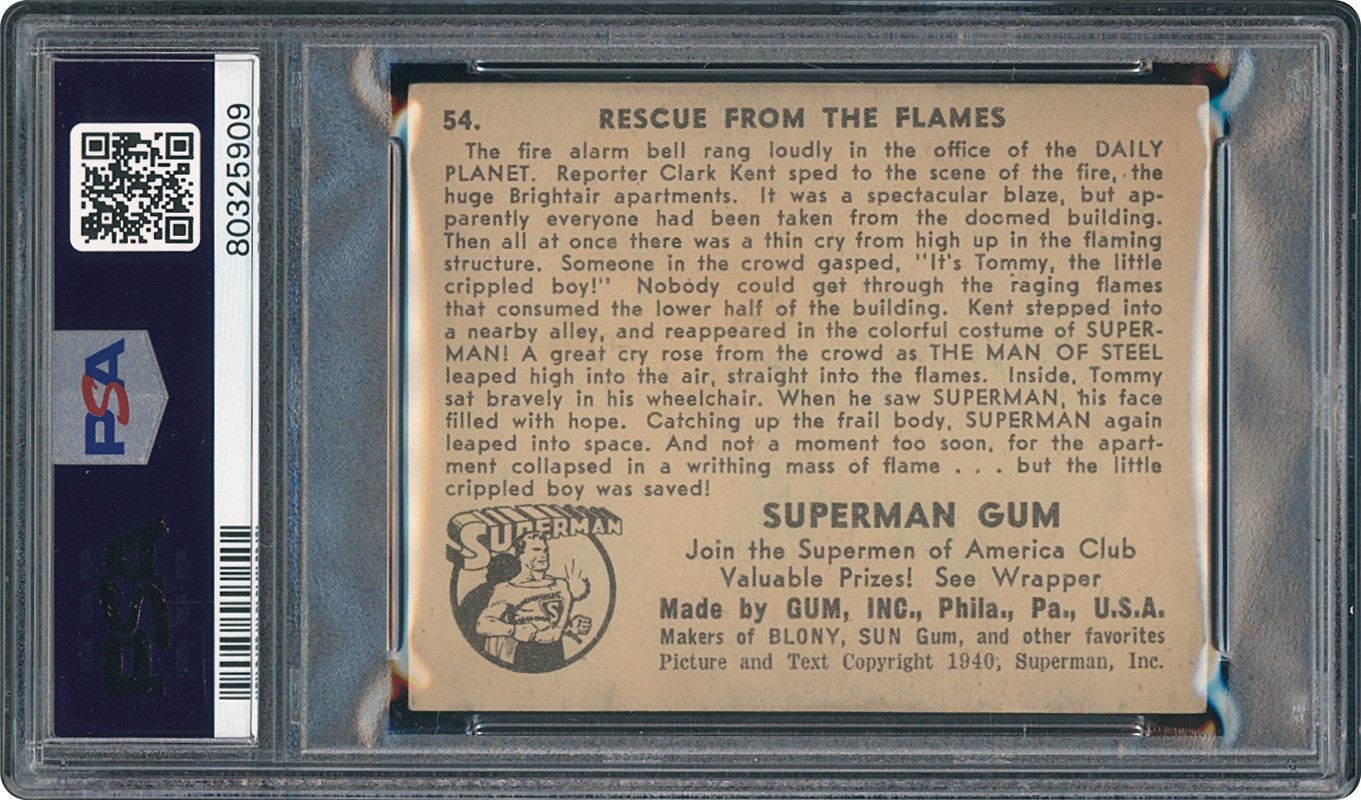 80325909
PSA
PSA
54. RESCUE FROM THE FLAMES
The fire alarm bell rang loudly in the office of the DAILY
PLANET. Reporter Clark Kent sped to the scene of the fire, the
huge Brightair apartments. It was a spectacular blaze, but ap-
parently everyone had been taken from the doomed building.
Then all at once there was a thin cry from high up in the flaming
structure. Someone in the crowd gasped, "It's Tommy, the little
crippled boy!" Nobody could get through the raging flames
that consumed the lower half of the building. Kent stepped into
a nearby alley, and reappeared in the colorful costume of SUPER-
MAN! A great cry rose from the crowd as THE MAN OF STEEL
leaped high into the air, straight into the flames. Inside, Tommy
sat bravely in his wheelchair. When he saw SUPERMAN, his face
filled with hope. Catching up the frail body, SUPERMAN again
leaped into space. And not a moment too soon, for the apart-
ment collapsed in a writhing mass of flame . . . but the little
crippled boy was saved!
SUPERMAN
S
SUPERMAN GUM
Join the Supermen of America Club
Valuable Prizes! See Wrapper
Made by GUM, INC., Phila., Pa., U.S.A.
Makers of BLONY, SUN Gum, and other favorites
Picture and Text Copyright 1940, Superman, Inc.